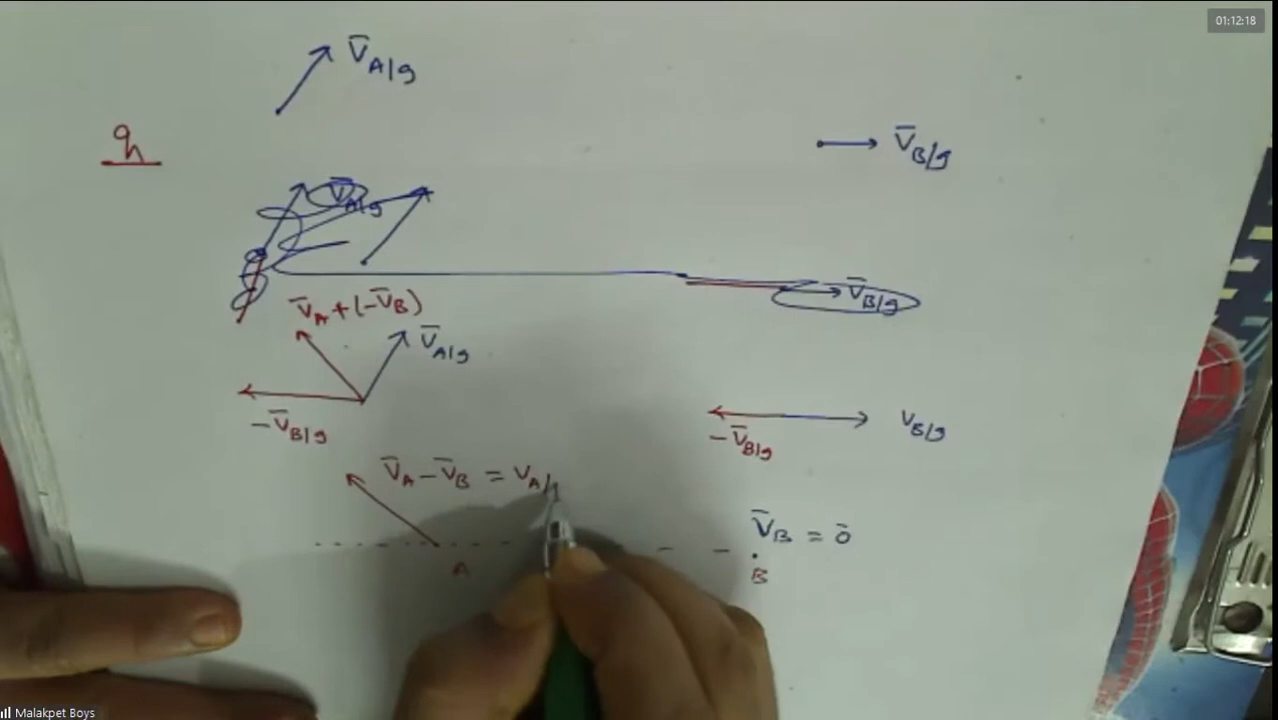 01:12:18
V̄A/g
q
V̄B/g
V̄A/g
V̄B/g
V̄A+(-V̄B)
V̄A/g
-V̄B/g
VB/g
-V̄B/g
V̄A-V̄B = VA/
V̄B = 0̄
A
B
Malakpet Boys